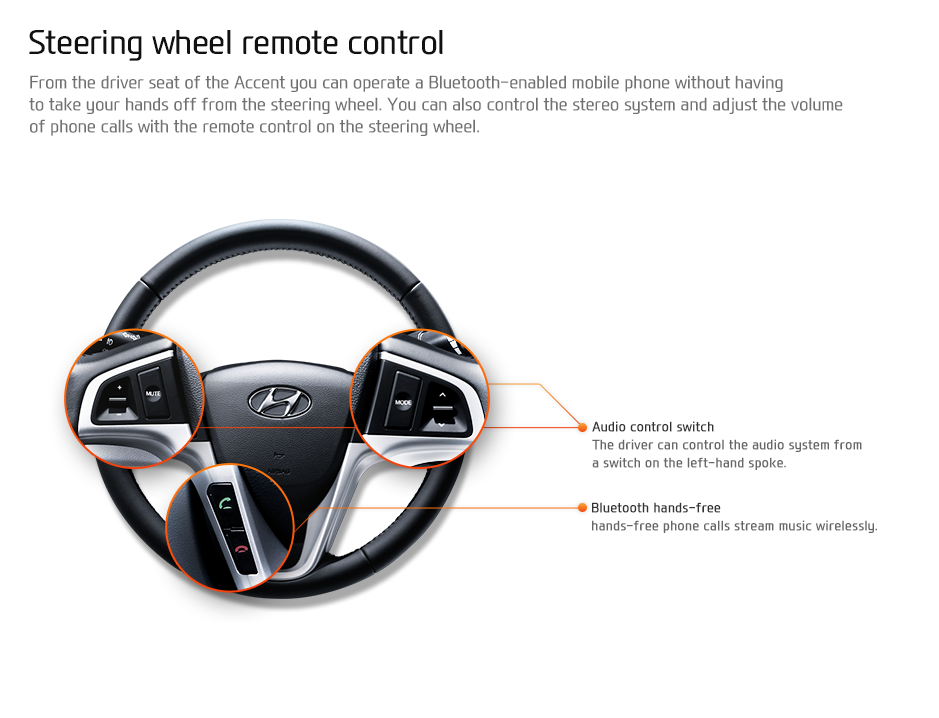 Steering wheel remote control
From the driver seat of the Accent you can operate a Bluetooth-enabled mobile phone without having
to take your hands off from the steering wheel. You can also control the stereo system and adjust the volume
of phone calls with the remote control on the steering wheel.
+
MUTE
MODE
Audio control switch
The driver can control the audio system from
a switch on the left-hand spoke.
Bluetooth hands-free
hands-free phone calls stream music wirelessly.